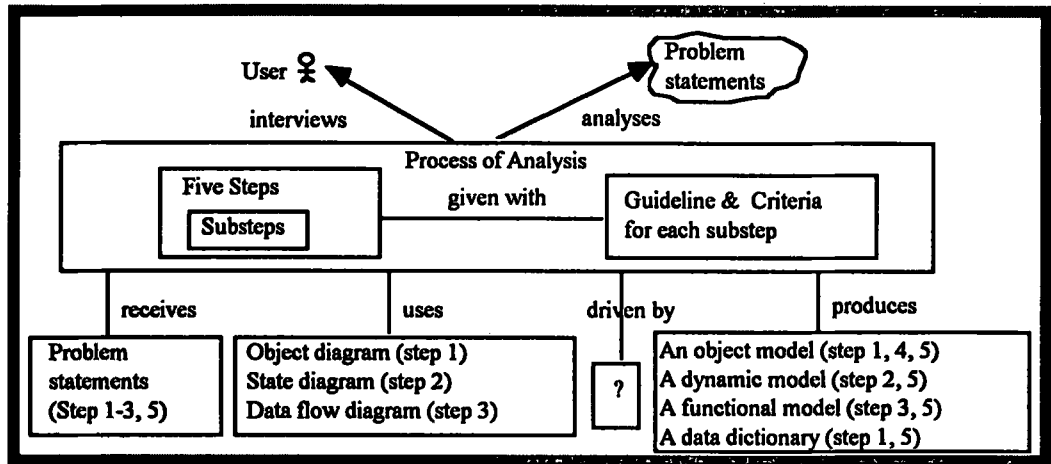 User
Problem
statements
interviews
analyses
Process of Analysis
Five Steps
Substeps
given with
Guideline & Criteria
for each substep
receives
uses
driven by
produces
Problem
statements
(Step 1-3, 5)
Object diagram (step 1)
State diagram (step 2)
Data flow diagram (step 3)
?
An object model (step 1, 4, 5)
A dynamic model (step 2, 5)
A functional model (step 3, 5)
A data dictionary (step 1, 5)